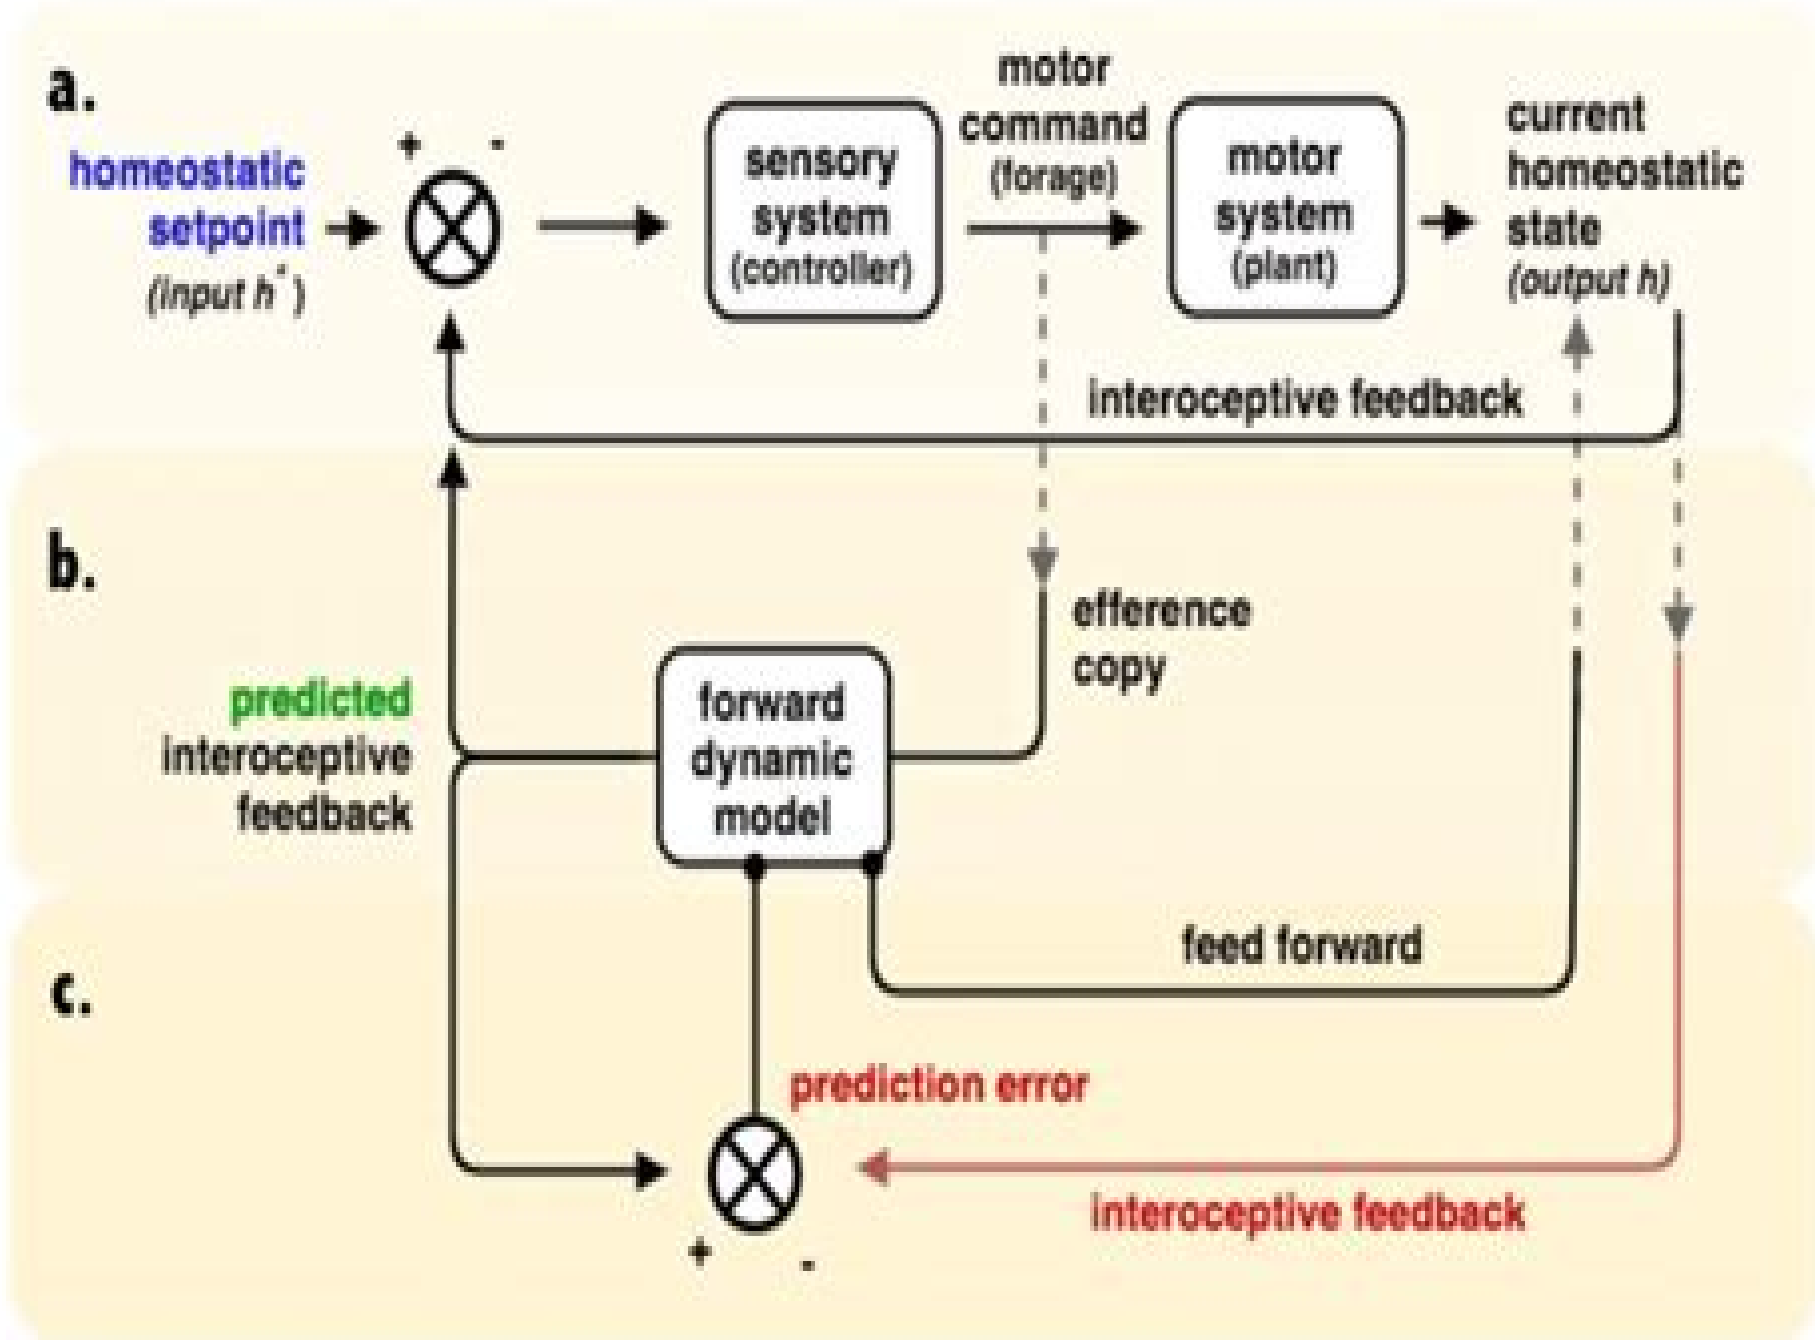 a.
homeostatic
setpoint
(input h*)
+ -
sensory
system
(controller)
motor
command
(forage)
motor
system
(plant)
current
homeostatic
state
(output h)
interoceptive feedback
b.
efference
copy
predicted
interoceptive
feedback
forward
dynamic
model
c.
feed forward
prediction error
interoceptive feedback
+ -